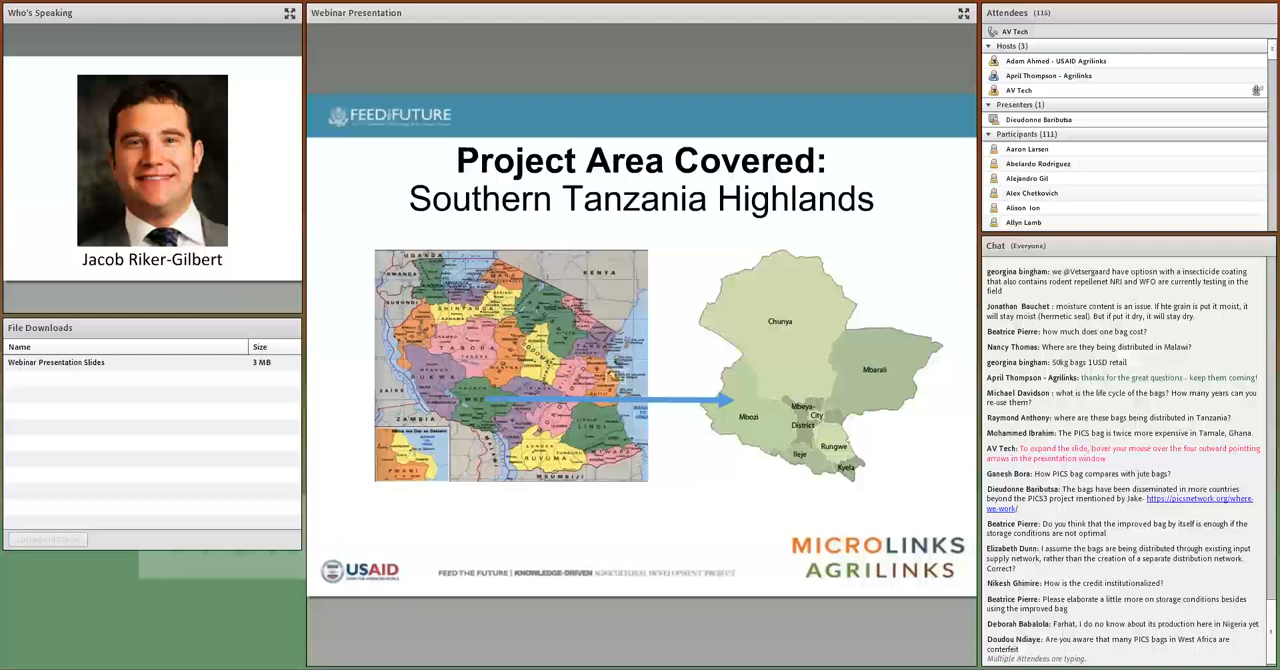 Who's Speaking
Jacob Riker-Gilbert
File Downloads
Name
Size
Webinar Presentation Slides
3 MB
Webinar Presentation
FEED THE FUTURE
Project Area Covered:
Southern Tanzania Highlands
UGANDA
KENYA
SHINYANGA
TABORA
RUKWA
ZAMBIA
LINDI
RUVUMA
MTWARA
PWANI
Chunya
Mbarali
Mbeya
City
District
Mbozi
Rungwe
Ileje
Kyela
USAID
FEED THE FUTURE | KNOWLEDGE-DRIVEN AGRICULTURAL DEVELOPMENT PROJECT
MICROLINKS
AGRILINKS
Attendees (115)
AV Tech
Hosts (3)
Adam Ahmed - USAID Agrilinks
April Thompson - Agrilinks
AV Tech
Presenters (1)
Dieudonne Baributsa
Participants (111)
Aaron Larsen
Abelardo Rodriguez
Alejandro Gil
Alex Chetkovich
Alison Ion
Allyn Lamb
Chat (Everyone)
georgina bingham: we @Vetsergaard have optiosn with a insecticide coating
that also contains rodent repellenet NRI and WFO are currently testing in the
field
Jonathan Bauchet : moisture content is an issue. If hte grain is put it moist, it
will stay moist (hermetic seal). But if put it dry, it will stay dry.
Beatrice Pierre: how much does one bag cost?
Nancy Thomas: Where are they being distributed in Malawi?
georgina bingham: 50kg bags 1USD retail
April Thompson - Agrilinks: thanks for the great questions - keep them coming!
Michael Davidson : what is the life cycle of the bags? How many years can you
re-use them?
Raymond Anthony: where are these bags being distributed in Tanzania?
Mohammed Ibrahim: The PICS bag is twice more expensive in Tamale, Ghana.
AV Tech: To expand the slide, hover your mouse over the four outward pointing
arrows in the presentation window
Ganesh Bora: How PICS bag compares with jute bags?
Dieudonne Baributsa: The bags have been disseminated in more countries
beyond the PICS3 project mentioned by Jake- https://picsnetwork.org/where-
we-work/
Beatrice Pierre: Do you think that the improved bag by itself is enough if the
storage conditions are not optimal
Elizabeth Dunn: I assume the bags are being distributed through existing input
supply network, rather than the creation of a separate distribution network.
Correct?
Nikesh Ghimire: How is the credit institutionalized?
Beatrice Pierre: Please elaborate a little more on storage conditions besides
using the improved bag
Deborah Babalola: Farhat, I do no know about its production here in Nigeria yet
Doudou Ndiaye: Are you aware that many PICS bags in West Africa are
conterfeit
Multiple Attendees are typing..